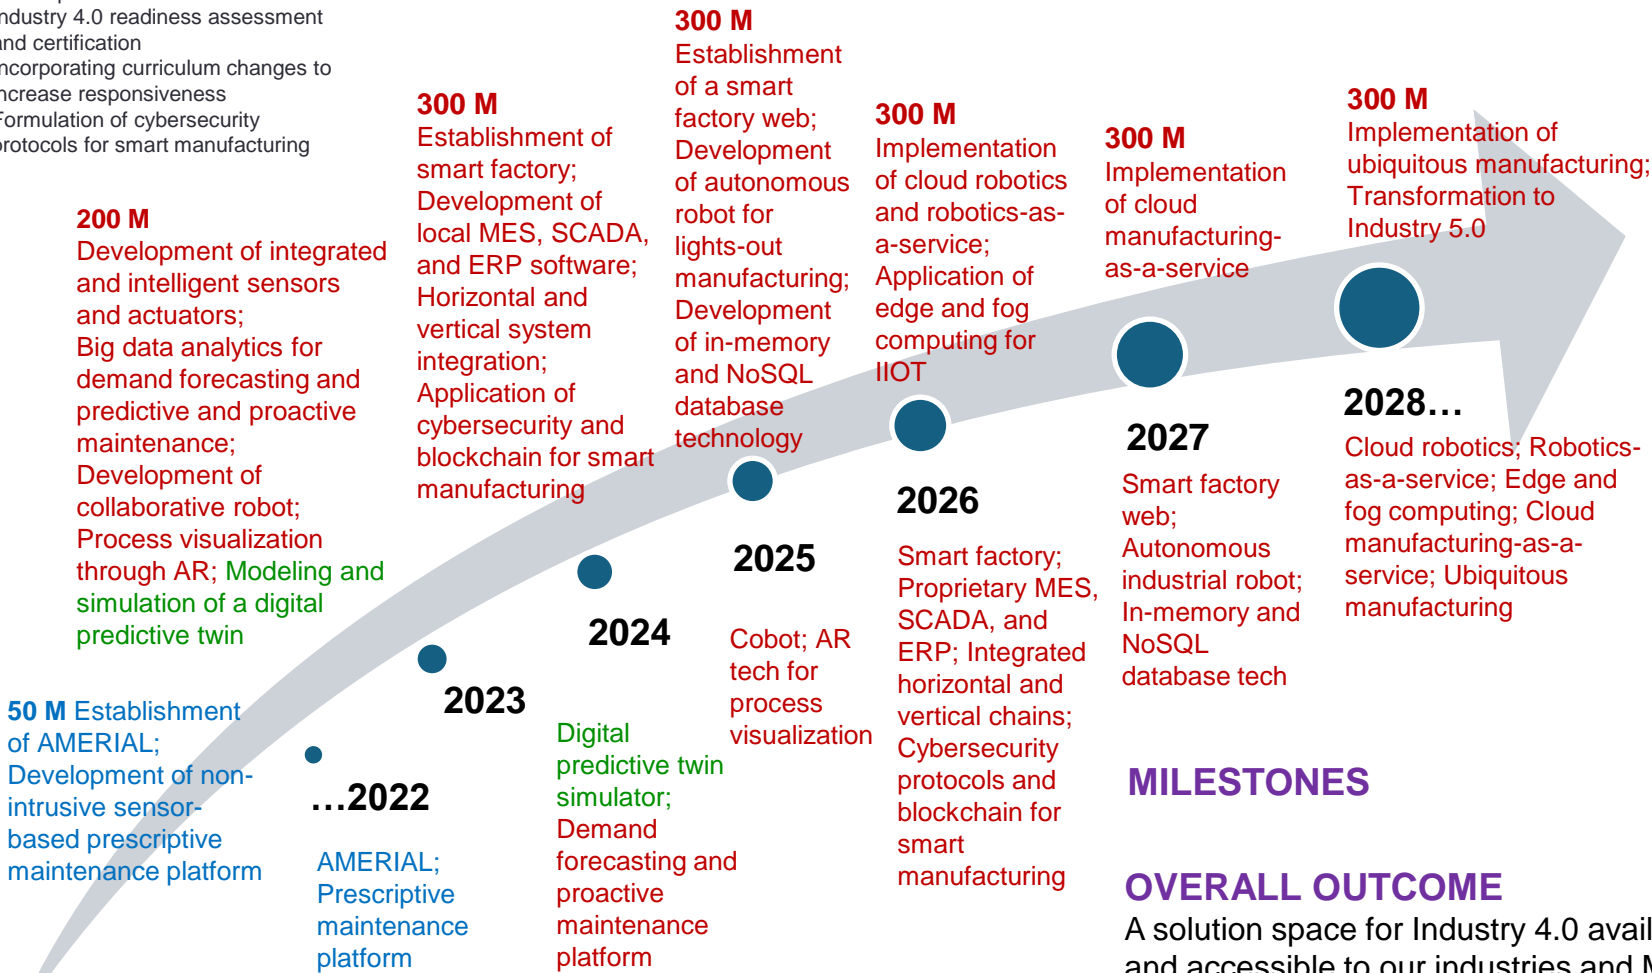 ndustry 4.0 readiness assessment
and certification
ncorporating curriculum changes to
ncrease responsiveness
Formulation of cybersecurity
protocols for smart manufacturing
200 M
Development of integrated
and intelligent sensors
and actuators;
Big data analytics for
demand forecasting and
predictive and proactive
maintenance;
Development of
collaborative robot;
Process visualization
through AR; Modeling and
simulation of a digital
predictive twin
300 M
Establishment of
smart factory;
Development of
local MES, SCADA,
and ERP software;
Horizontal and
vertical system
integration;
Application of
cybersecurity and
blockchain for smart
manufacturing
300 M
Establishment
of a smart
factory web;
Development
of autonomous
robot for
lights-out
manufacturing;
Development
of in-memory
and NoSQL
database
technology
300 M
Implementation
of cloud robotics
and robotics-as-
a-service;
Application of
edge and fog
computing for
IIOT
300 M
Implementation
of cloud
manufacturing-
as-a-service
300 M
Implementation of
ubiquitous manufacturing;
Transformation to
Industry 5.0
50 M Establishment
of AMERIAL;
Development of non-
intrusive sensor-
based prescriptive
maintenance platform
…2022
AMERIAL;
Prescriptive
maintenance
platform
2023
Digital
predictive twin
simulator;
Demand
forecasting and
proactive
maintenance
platform
2024
Cobot; AR
tech for
process
visualization
2025
2026
Smart factory;
Proprietary MES,
SCADA, and
ERP; Integrated
horizontal and
vertical chains;
Cybersecurity
protocols and
blockchain for
smart
manufacturing
2027
Smart factory
web;
Autonomous
industrial robot;
In-memory and
NoSQL
database tech
2028…
Cloud robotics; Robotics-
as-a-service; Edge and
fog computing; Cloud
manufacturing-as-a-
service; Ubiquitous
manufacturing
MILESTONES
OVERALL OUTCOME
A solution space for Industry 4.0 avail
and accessible to our industries and M